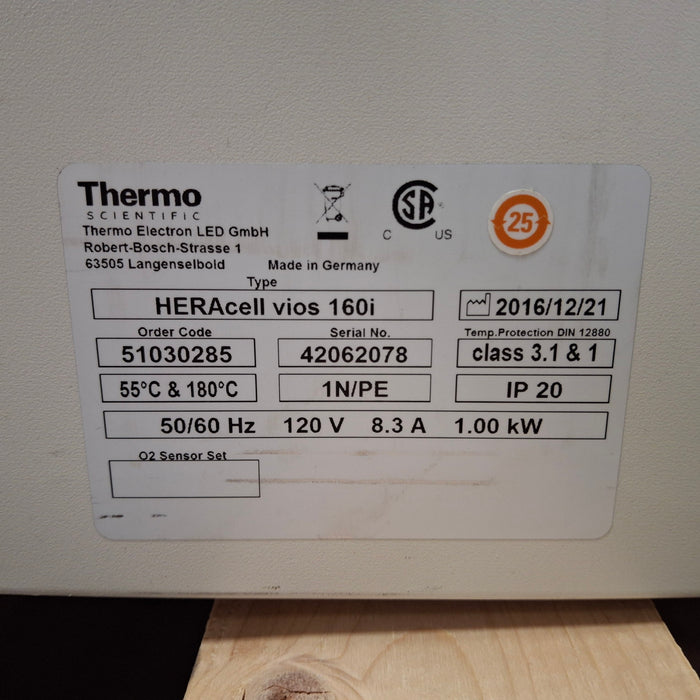 Thermo
SCIENTIFIC
Thermo Electron LED GmbH
Robert-Bosch-Strasse 1
63505 Langenselbold Made in Germany
C SA US
25
Type
HERAcell vios 160i
2016/12/21
Order Code
51030285
Serial No.
42062078
Temp.Protection DIN 12880
class 3.1 & 1
55°C & 180°C
1N/PE
IP 20
50/60 Hz 120 V 8.3 A 1.00 kW
O2 Sensor Set